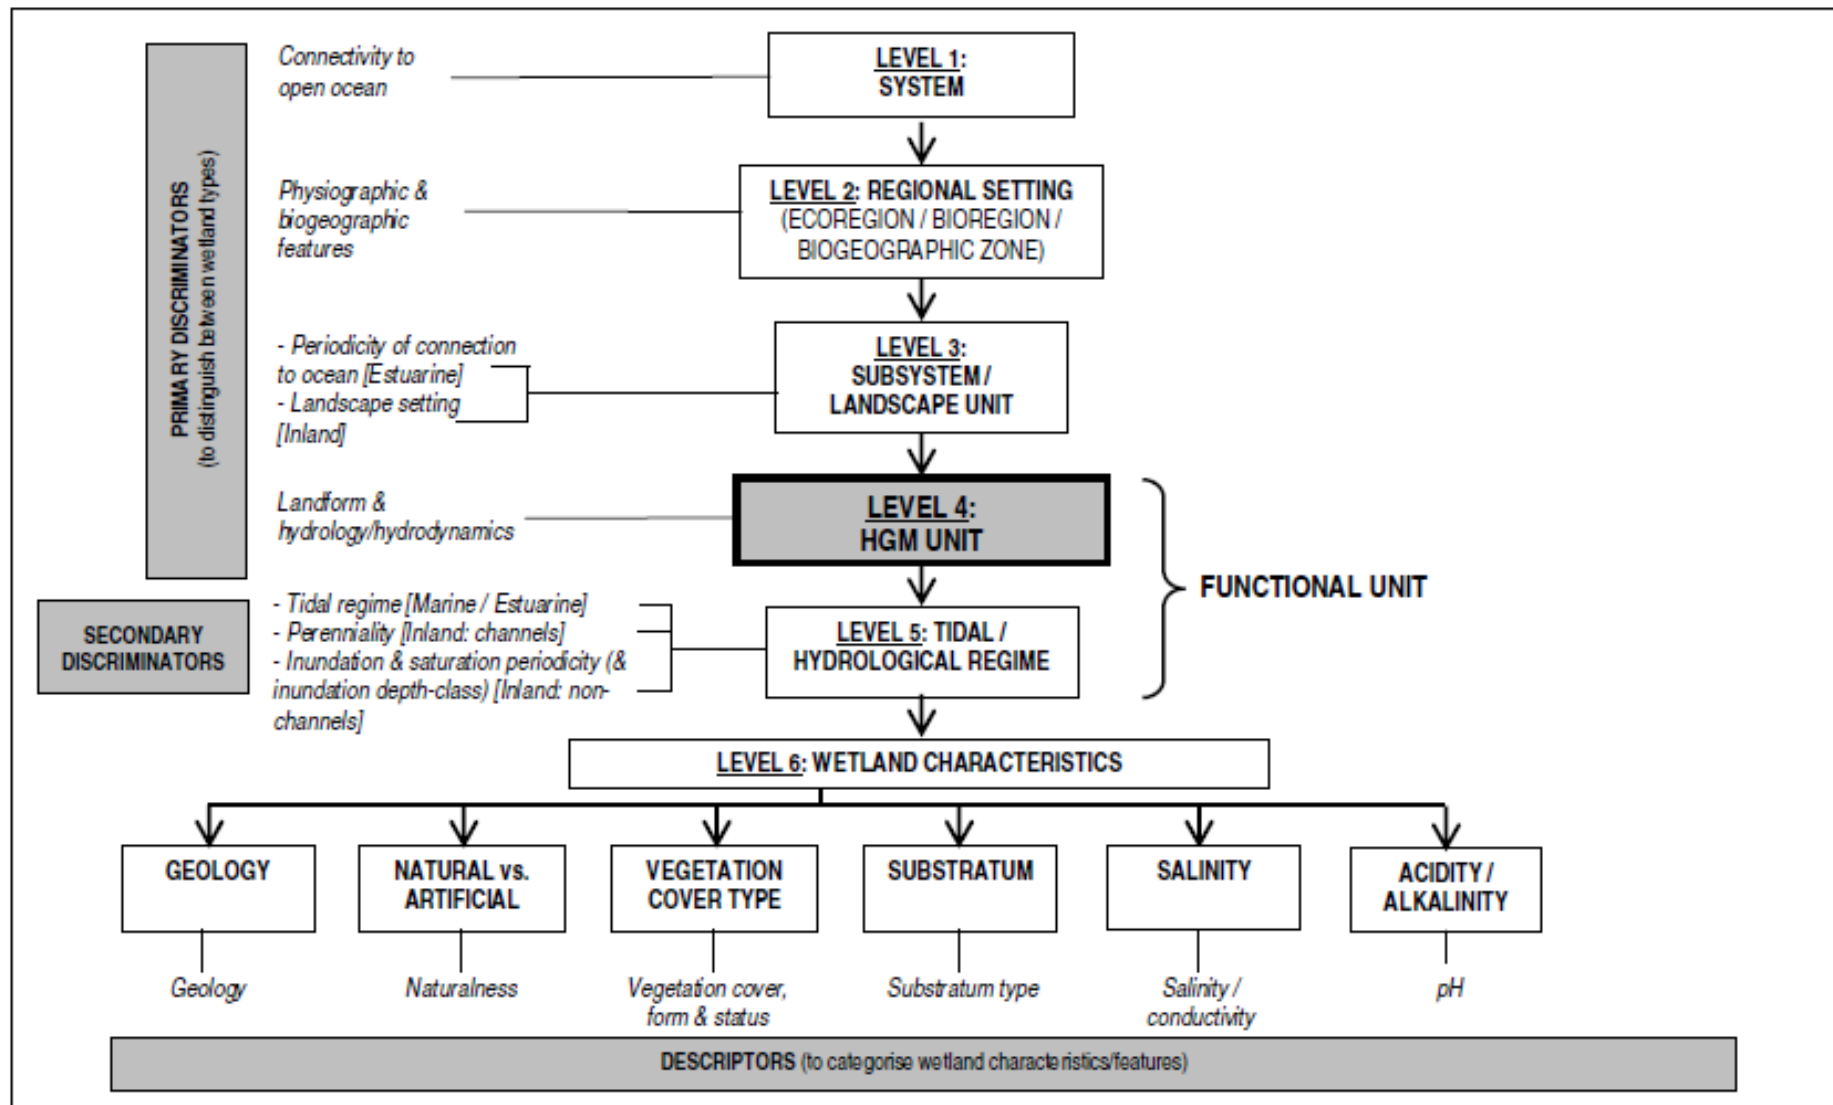 PRIMARY DISCRIMINATORS
(to distinguish between wetland types)
Connectivity to
open ocean
LEVEL 1:
SYSTEM
Physiographic &
biogeographic
features
LEVEL 2: REGIONAL SETTING
(ECOREGION / BIOREGION /
BIOGEOGRAPHIC ZONE)
- Periodicity of connection
to ocean [Estuarine]
- Landscape setting
[Inland]
LEVEL 3:
SUBSYSTEM /
LANDSCAPE UNIT
Landform &
hydrology/hydrodynamics
LEVEL 4:
HGM UNIT
FUNCTIONAL UNIT
SECONDARY
DISCRIMINATORS
- Tidal regime [Marine / Estuarine]
- Perenniality [Inland: channels]
- Inundation & saturation periodicity (&
inundation depth-class) [Inland: non-
channels]
LEVEL 5: TIDAL /
HYDROLOGICAL REGIME
LEVEL 6: WETLAND CHARACTERISTICS
GEOLOGY
NATURAL vs.
ARTIFICIAL
VEGETATION
COVER TYPE
SUBSTRATUM
SALINITY
ACIDITY /
ALKALINITY
Geology
Naturalness
Vegetation cover,
form & status
Substratum type
Salinity /
conductivity
pH
DESCRIPTORS (to categorise wetland characteristics/features)